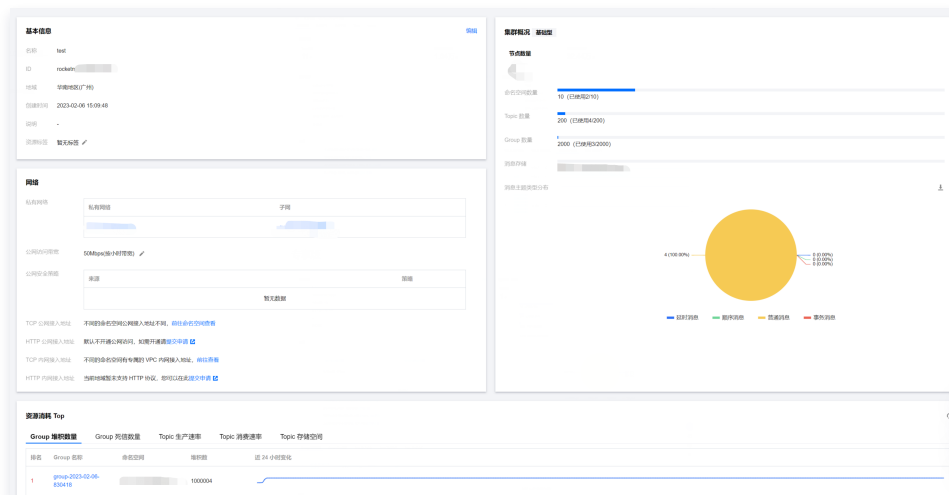 基本信息
编辑
名称 test
ID rocketm
地域 华南地区(广州)
创建时间 2023-02-06 15:09:48
说明 -
资源标签 暂无标签
网络
私有网络
私有网络 子网
公网访问带宽 50Mbps(按小时带宽)
公网安全策略
来源 策略
暂无数据
TCP 公网接入地址 不同的命名空间公网接入地址不同，前往命名空间查看
HTTP 公网接入地址 默认不开通公网访问，如需开通请提交申请
TCP 内网接入地址 不同的命名空间有专属的 VPC 内网接入地址，前往查看
HTTP 内网接入地址 当前地域暂未支持 HTTP 协议，您可以在此提交申请
集群概况 基础型
节点数量
命名空间数量
10（已使用2/10）
Topic 数量
200（已使用4/200）
Group 数量
2000（已使用3/2000）
消息存储
消息主题类型分布
4 (100.00%)
0 (0.00%)
0 (0.00%)
0 (0.00%)
延时消息 顺序消息 普通消息 事务消息
资源消耗 Top
Group 堆积数量 Group 死信数量 Topic 生产速率 Topic 消费速率 Topic 存储空间
排名 Group 名称 命名空间 堆积数 近 24 小时变化
1 group-2023-02-06-
830418 1000004